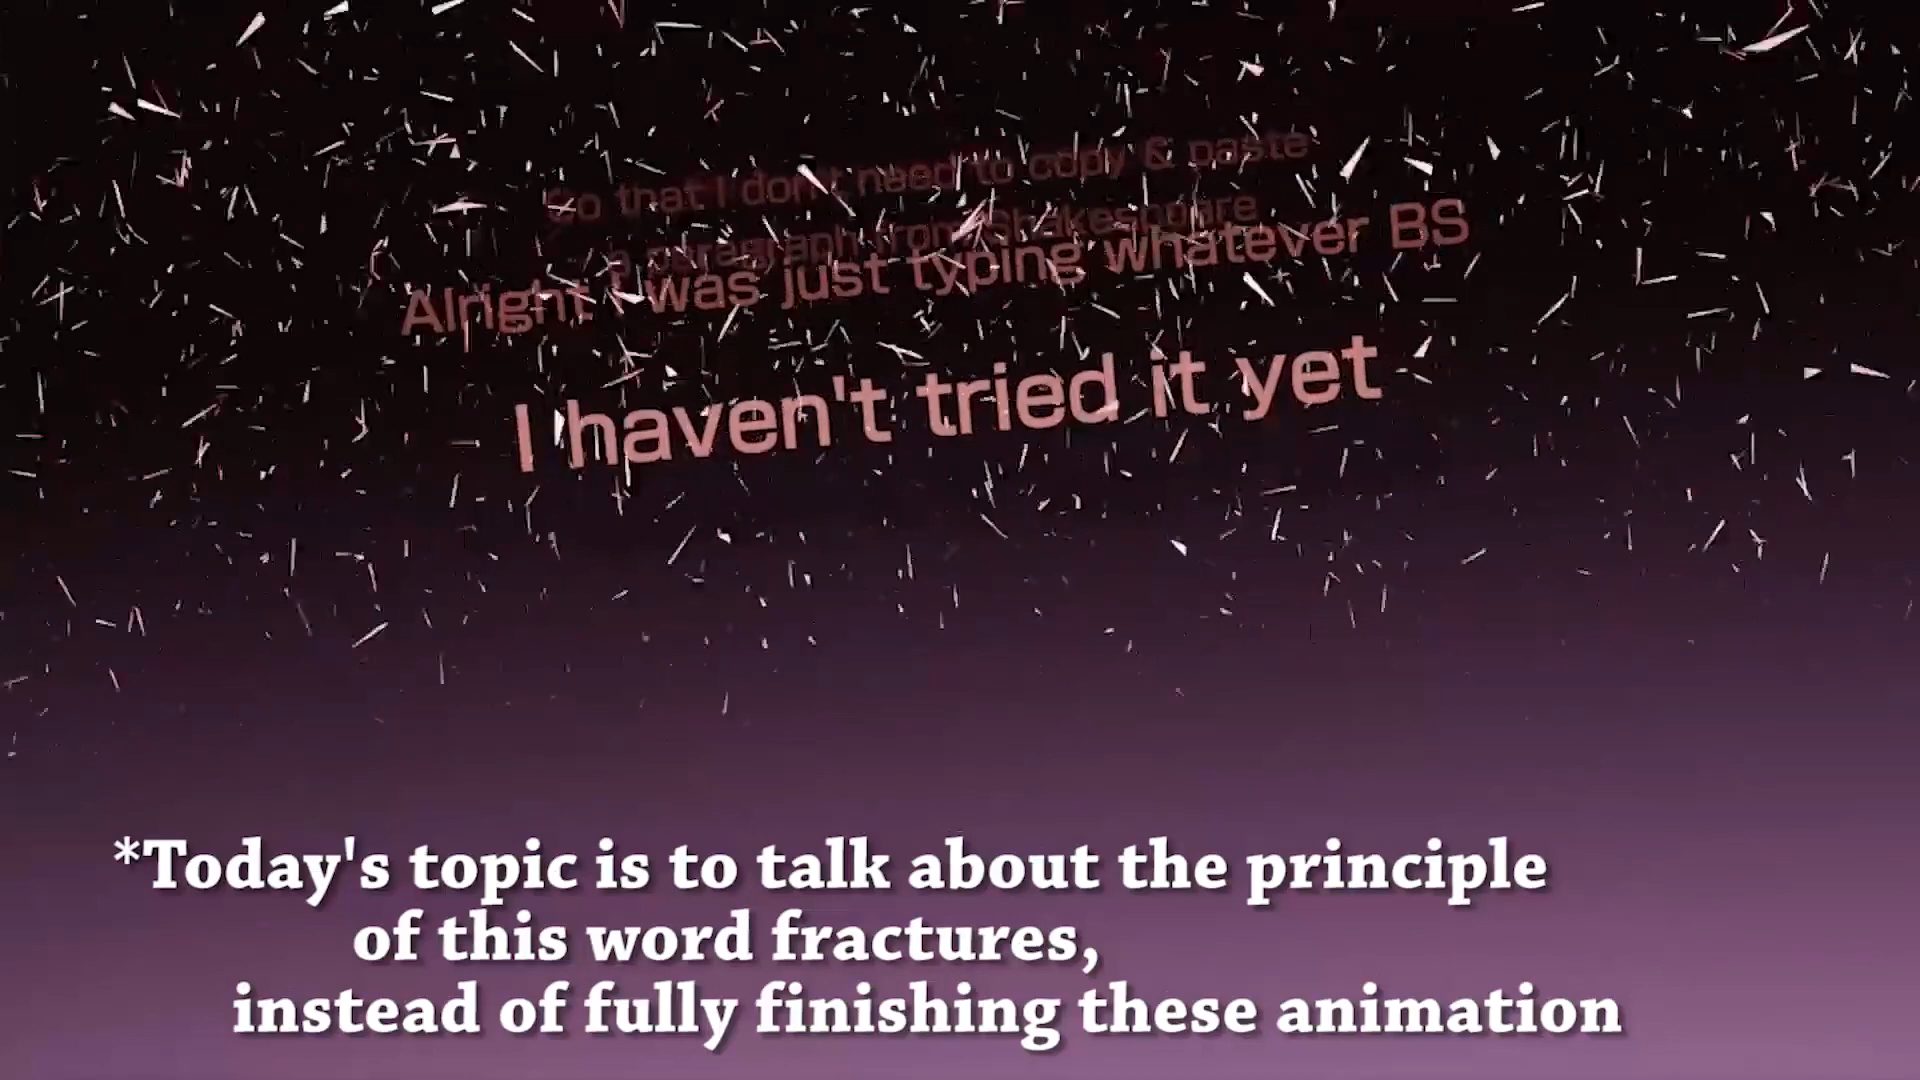 So that I don't need to copy & paste
a paragraph from Shakespeare
Alright I was just typing whatever BS
I haven't tried it yet
*Today's topic is to talk about the principle
of this word fractures,
instead of fully finishing these animation